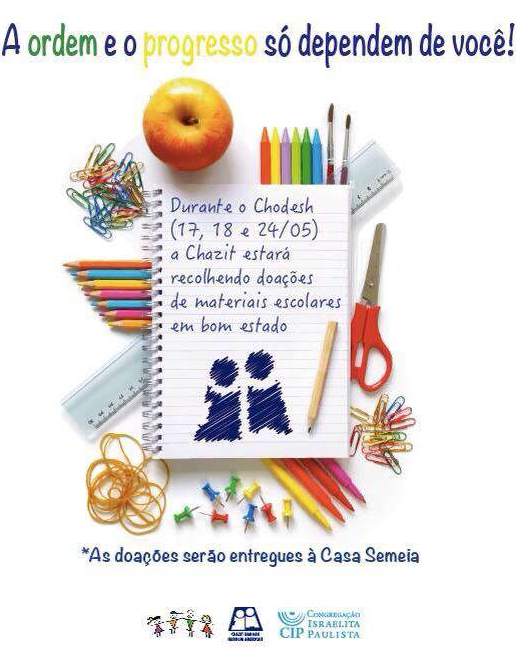 A ordem e o progresso só dependem de você!
Durante o Chodesh
(17, 18 e 24/05)
a Chazit estará
recolhendo doações
de materiais escolares
em bom estado
*As doações serão entregues à Casa Semeia
CONGREGAÇÃO
ISRAELITA
CIP PAULISTA